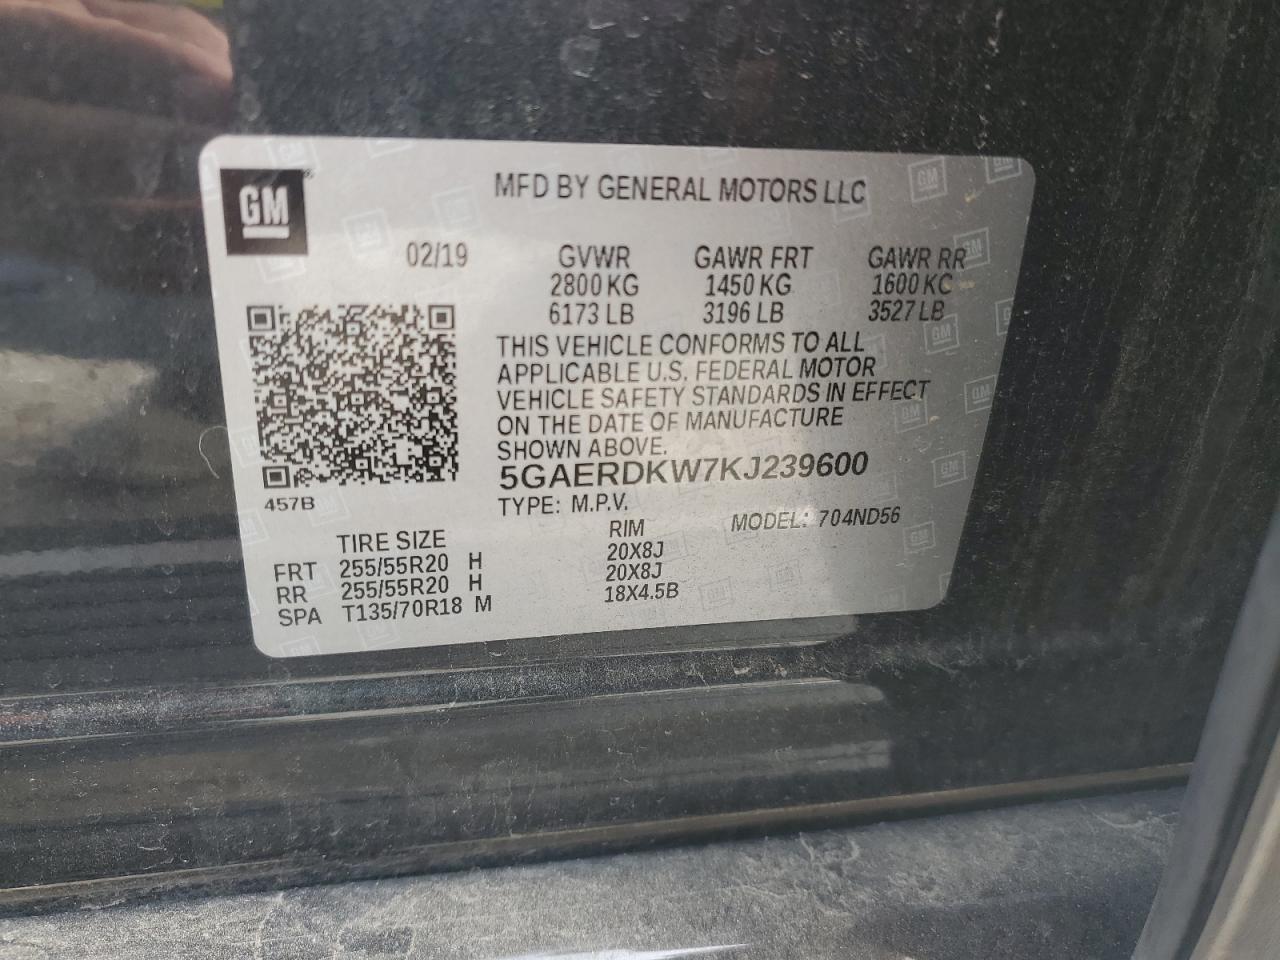 GM
MFD BY GENERAL MOTORS LLC
02/19 GVWR GAWR FRT GAWR RR
2800 KG 1450 KG 1600 KG
6173 LB 3196 LB 3527 LB
THIS VEHICLE CONFORMS TO ALL
APPLICABLE U.S. FEDERAL MOTOR
VEHICLE SAFETY STANDARDS IN EFFECT
ON THE DATE OF MANUFACTURE
SHOWN ABOVE.
5GAERDKW7KJ239600
457B
TYPE: M.P.V.
MODEL: 704ND56
TIRE SIZE RIM
FRT 255/55R20 H 20X8J
RR 255/55R20 H 20X8J
SPA T135/70R18 M 18X4.5B